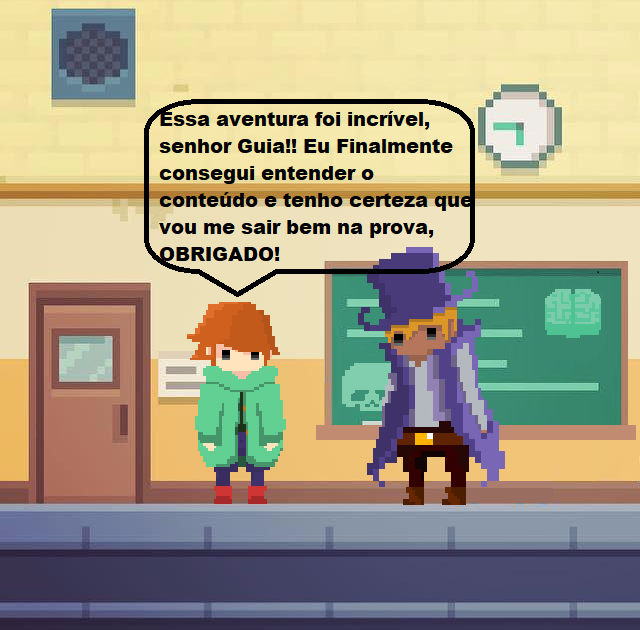 Essa aventura foi incrível,
senhor Guia!! Eu Finalmente
consegui entender o
conteúdo e tenho certeza que
vou me sair bem na prova,
OBRIGADO!